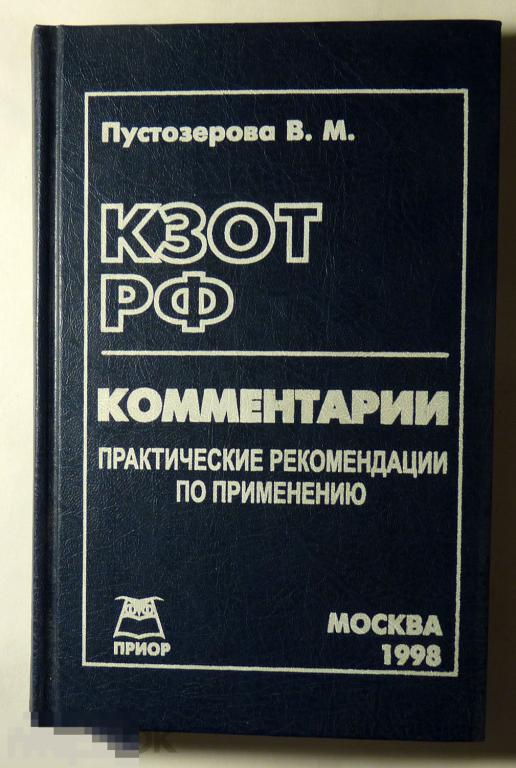 Пустозерова В. М.
КЗОТ
РФ
КОММЕНТАРИИ
ПРАКТИЧЕСКИЕ РЕКОМЕНДАЦИИ
ПО ПРИМЕНЕНИЮ
ПРИОР
МОСКВА
1998